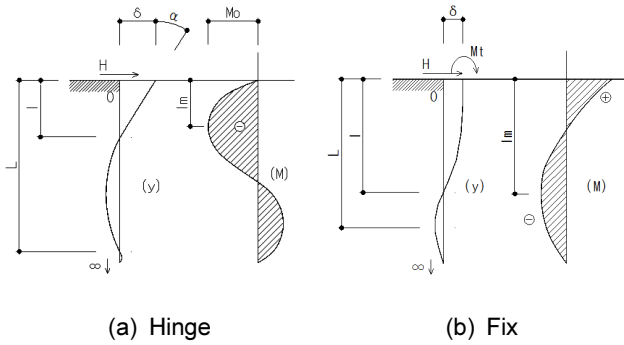 δ
α
Mo
H
O
l
L
lm
⊖
(y)
(M)
∞
(a) Hinge
δ
Mt
H
O
l
L
lm
⊕
(y)
(M)
⊖
∞
(b) Fix